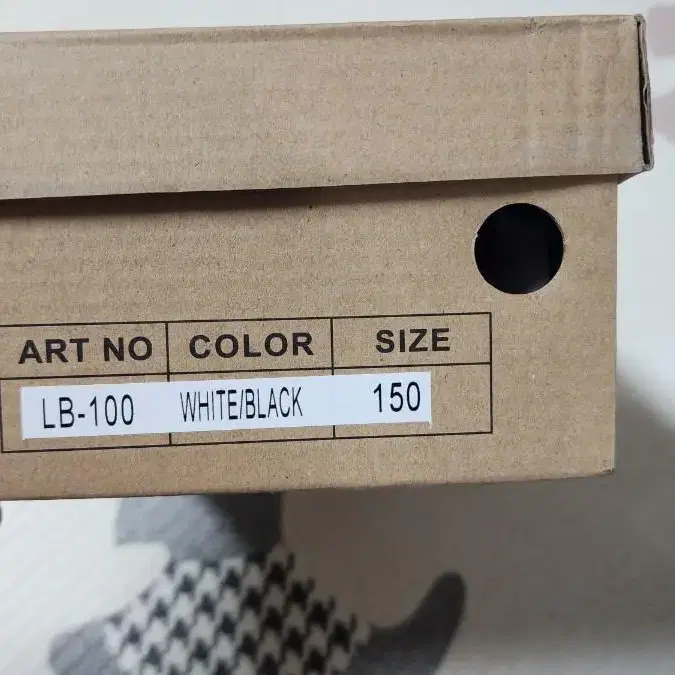 ART NO COLOR SIZE
LB-100 WHITE/BLACK 150